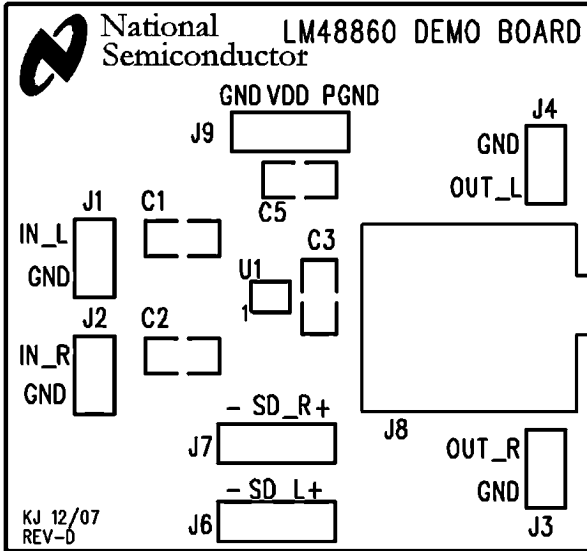 National
Semiconductor
LM48860 DEMO BOARD
GND VDD PGND
J9
J4
GND
OUT_L
C5
J1
C1
IN_L
GND
C3
U1
1
J2
C2
IN_R
GND
J8
- SD_R+
J7
OUT_R
GND
J3
- SD_L+
J6
KJ 12/07
REV-D